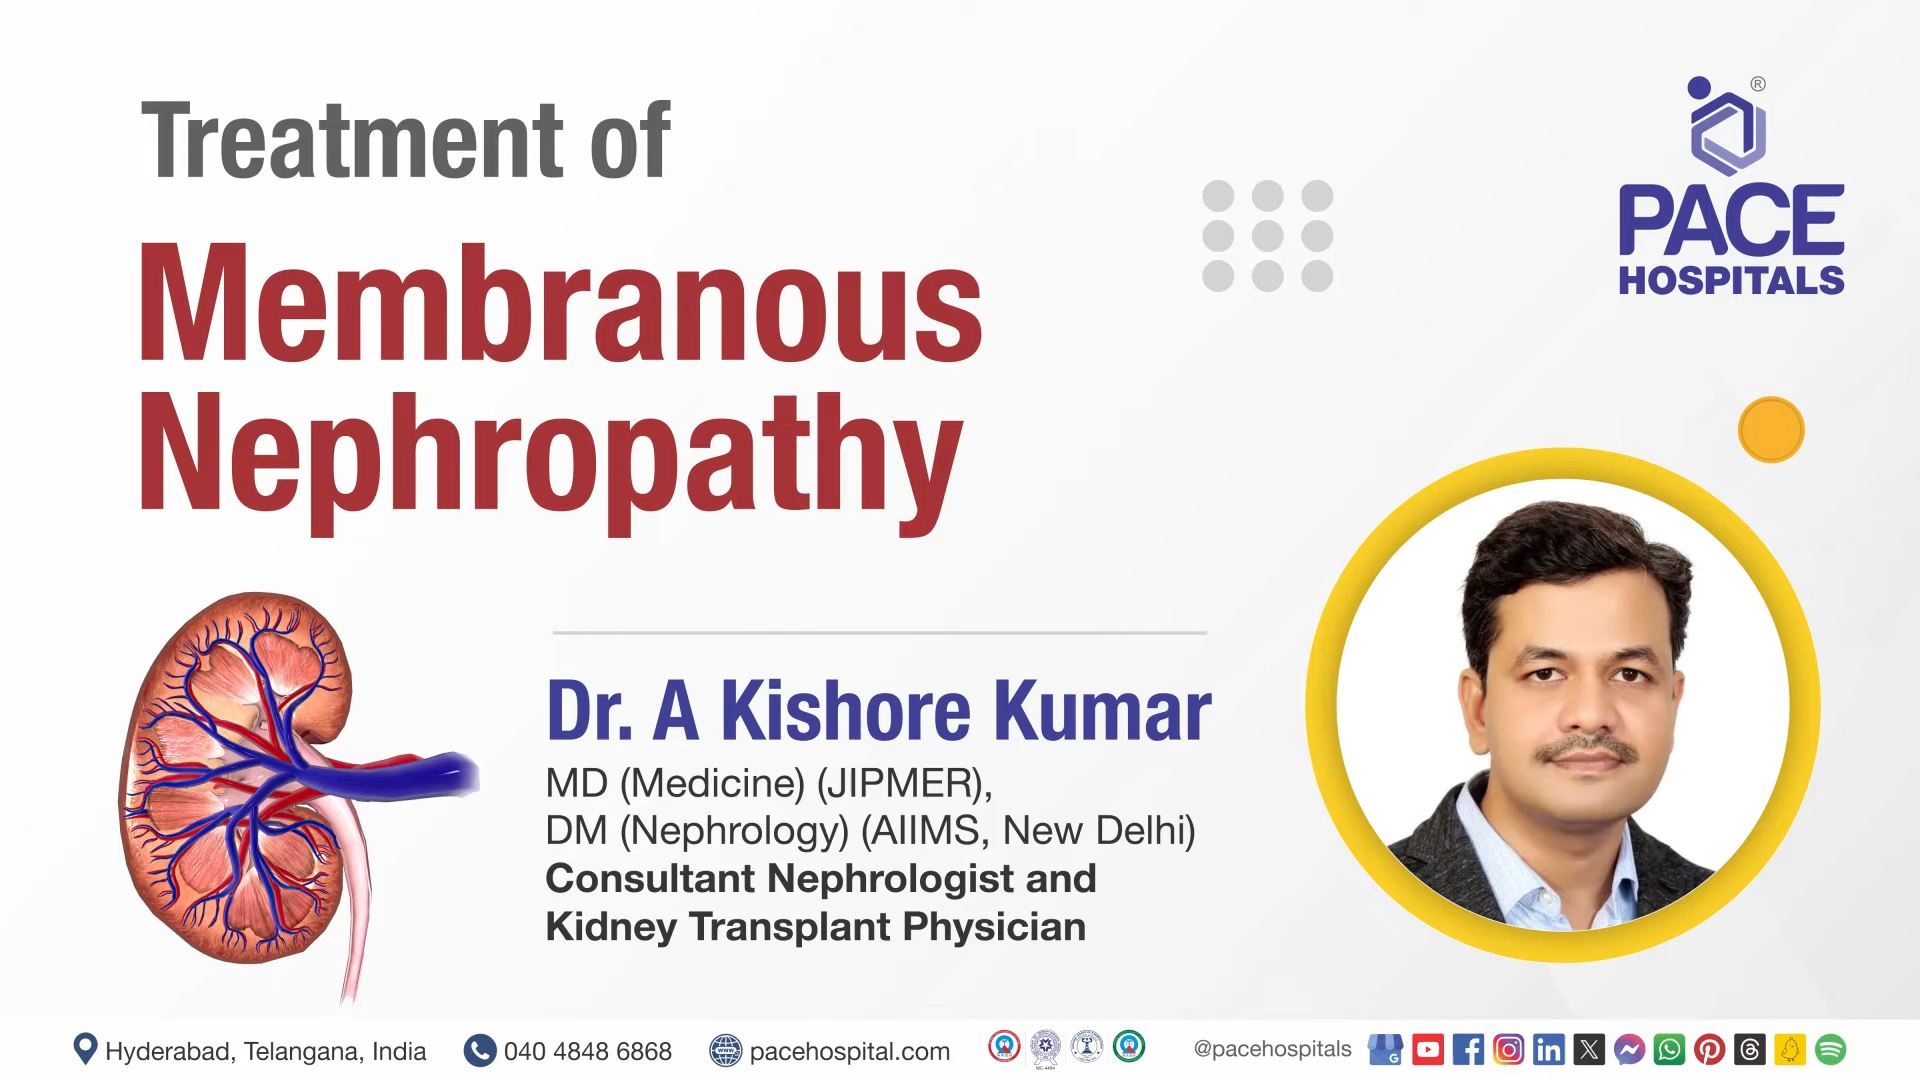 Treatment of
Membranous
Nephropathy
®
PACE
HOSPITALS
Dr. A Kishore Kumar
MD (Medicine) (JIPMER),
DM (Nephrology) (AIIMS, New Delhi)
Consultant Nephrologist and
Kidney Transplant Physician
Hyderabad, Telangana, India
040 4848 6868
pacehospital.com
@pacehospitals